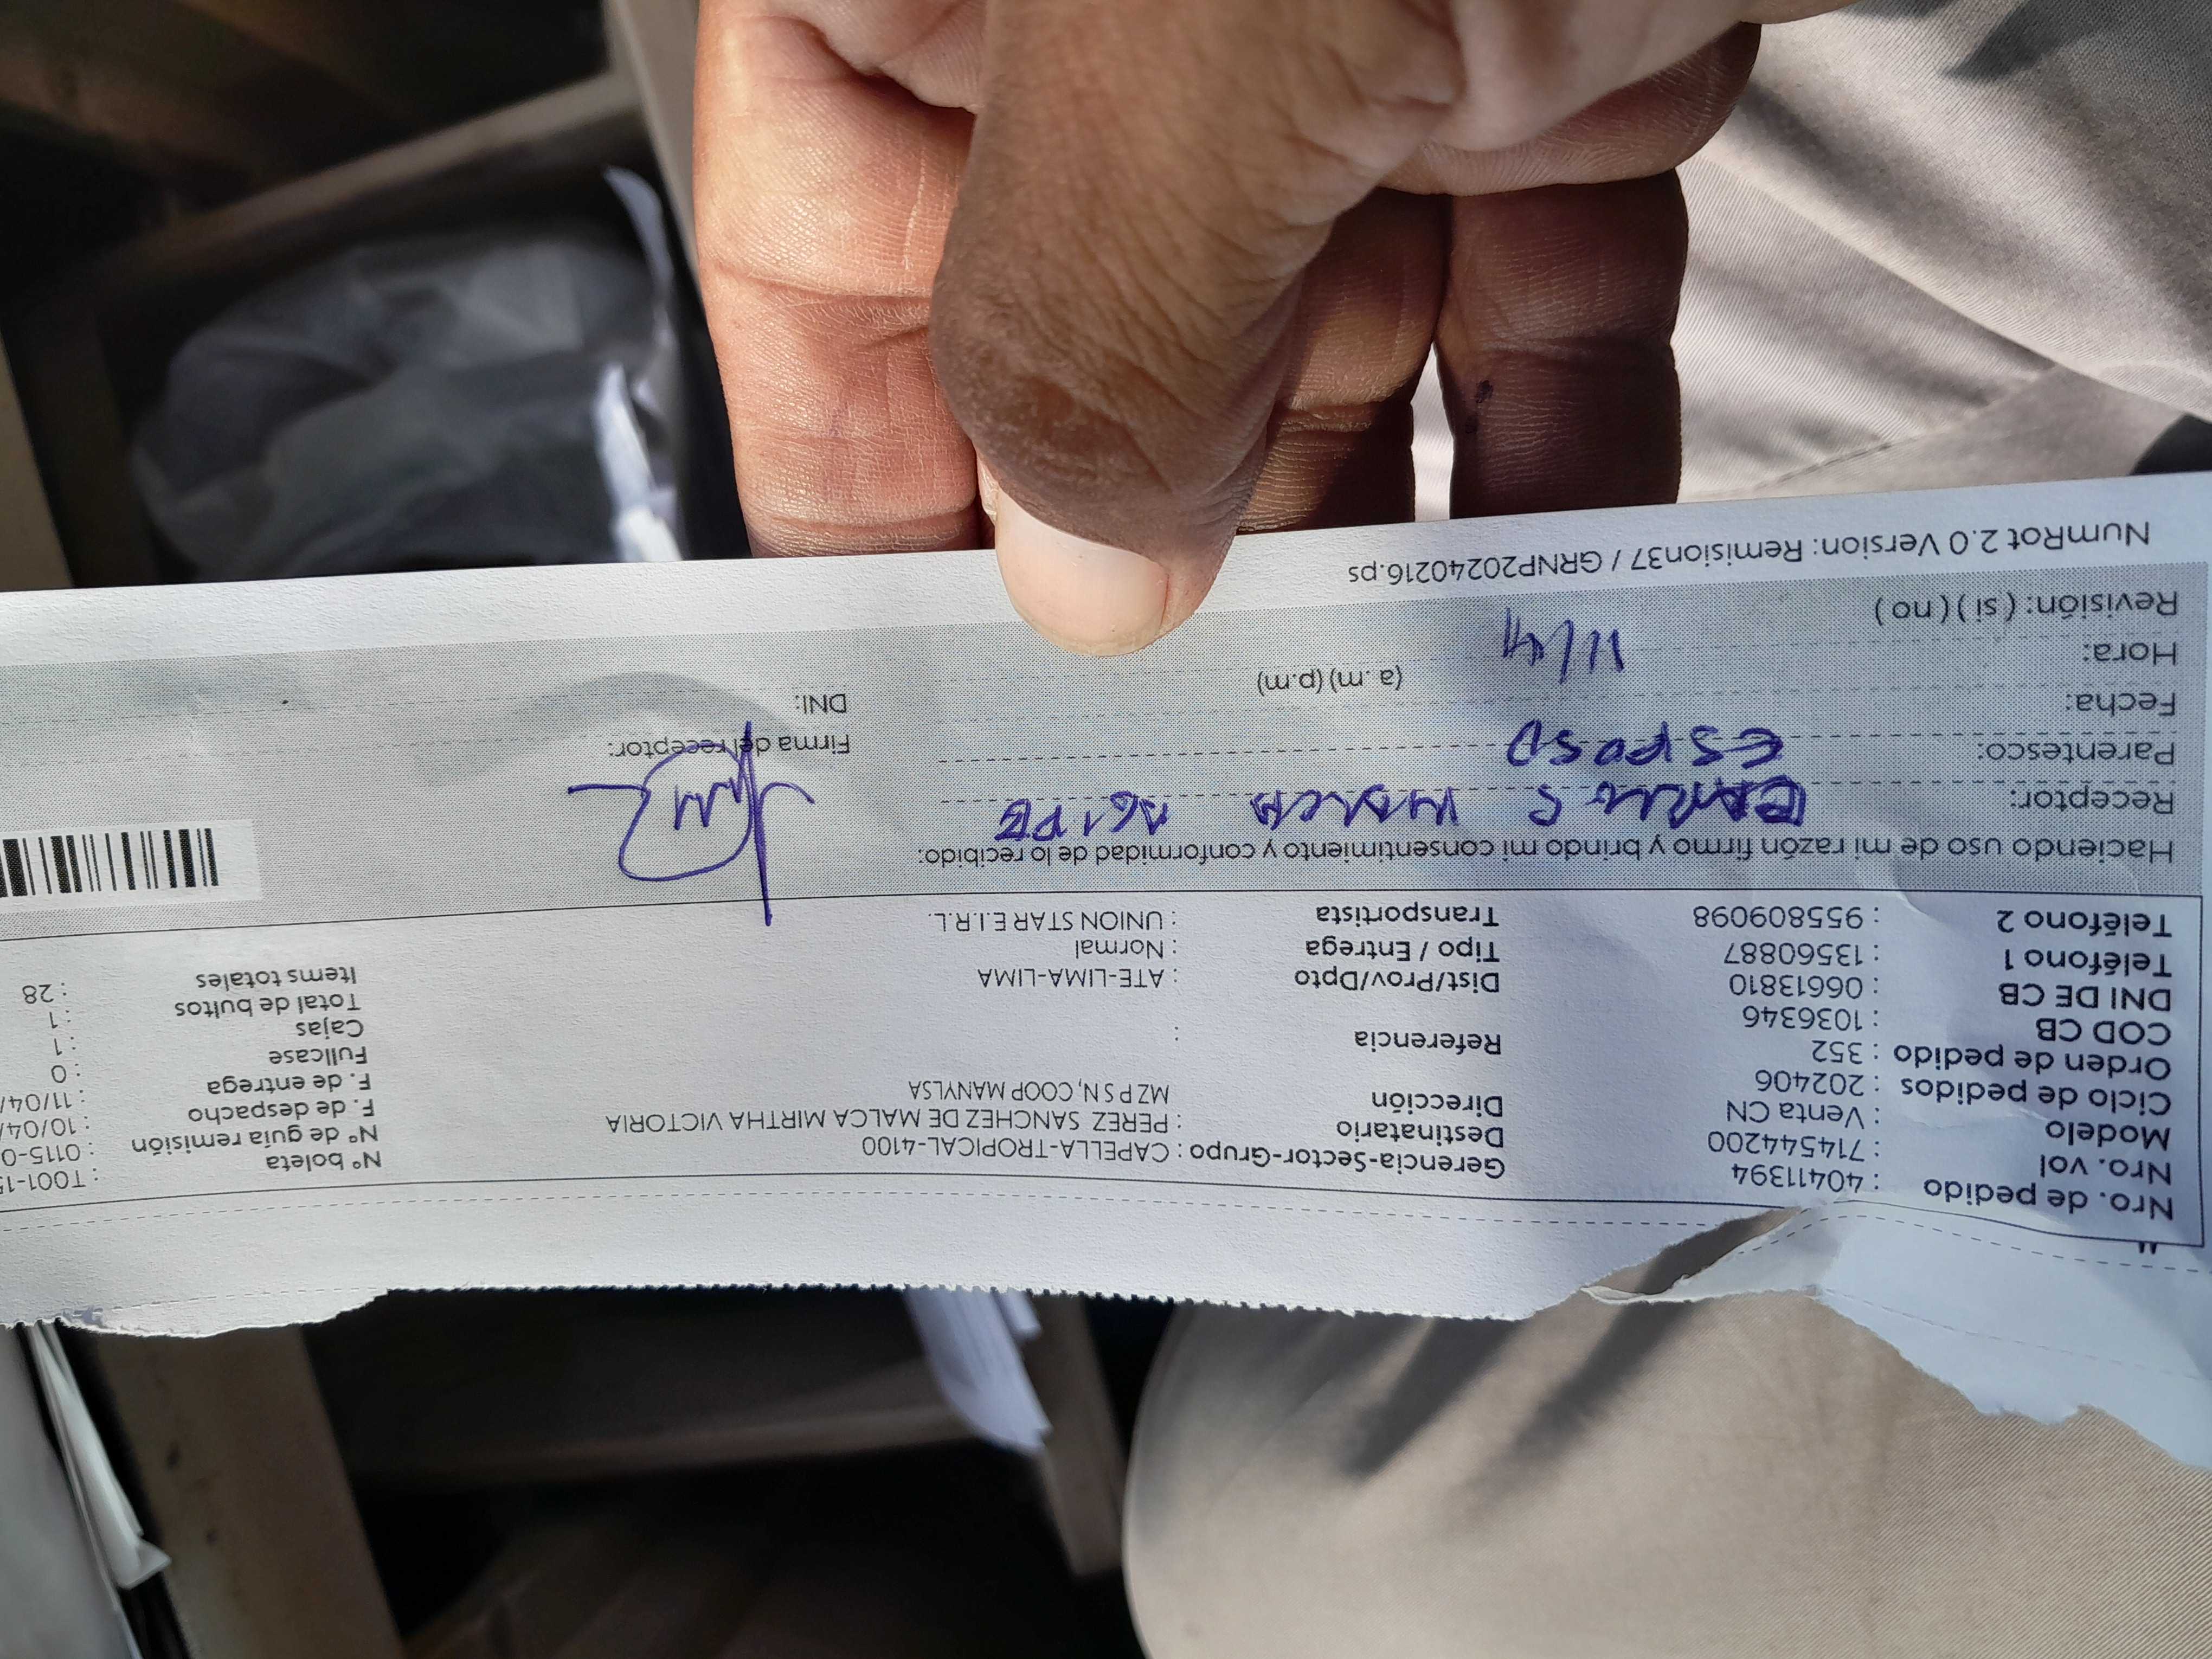 Nro. de pedido : 40411394
Nro. vol : 714544200
Modelo : Venta CN
Ciclo de pedidos : 202406
Orden de pedido : 352
COD CB : 1036346
DNI DE CB : 06613810
Teléfono 1 : 13560887
Teléfono 2 : 955809098
Gerencia-Sector-Grupo : CAPELLA-TROPICAL-4100
Destinatario : PEREZ SANCHEZ DE MALCA MIRTHA VICTORIA
Dirección MZ P S N, COOP MANYLSA
Referencia :
Dist/Prov/Dpto : ATE-LIMA-LIMA
Tipo / Entrega : Normal
Transportista : UNION STAR E.I.R.L.
N° boleta : T001-15
N° de guía remisión : 0115-0
F. de despacho : 10/04/
F. de entrega : 11/04/
Fullcase : 0
Cajas : 1
Total de bultos : 1
Items totales : 28
Haciendo uso de mi razón firmo y brindo mi consentimiento y conformidad de lo recibido:
Receptor: CARLOS MALCA
Parentesco: ESPOSO
Fecha: 11/4
Hora: (a .m) (p.m)
Revisión: ( si ) ( no )
Firma del receptor:
DNI:
NumRot 2.0 Version: Remision37 / GRNP20240216.ps